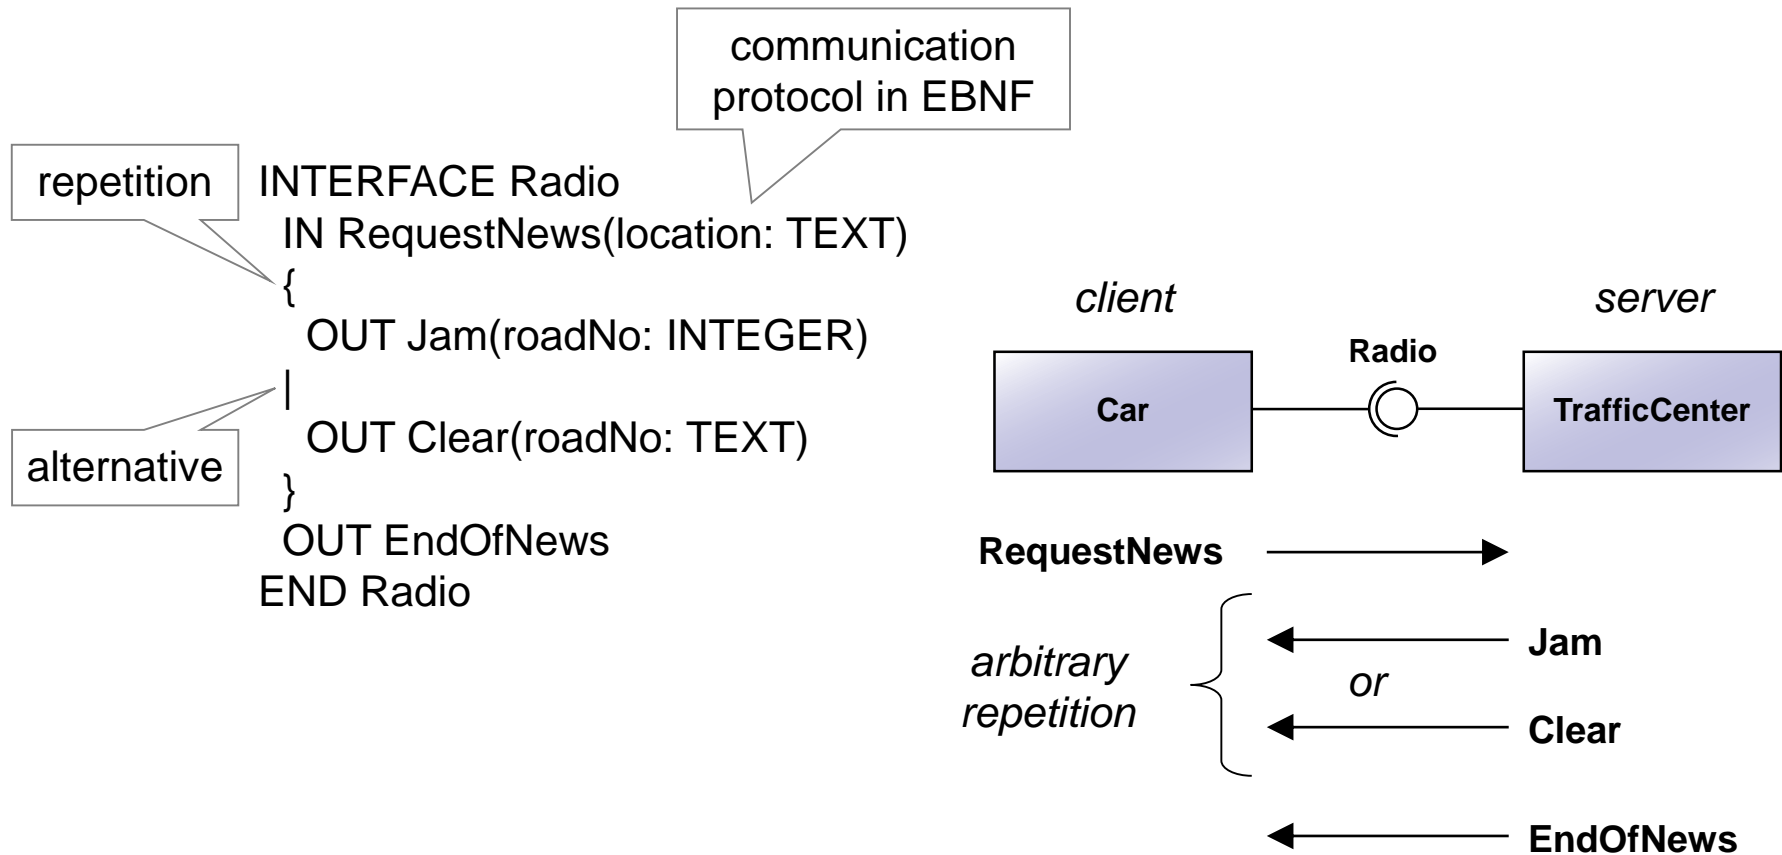 communication
protocol in EBNF
repetition
INTERFACE Radio
IN RequestNews(location: TEXT)
{
OUT Jam(roadNo: INTEGER)
|
OUT Clear(roadNo: TEXT)
}
OUT EndOfNews
END Radio
alternative
client
server
Radio
Car
TrafficCenter
RequestNews
arbitrary
repetition
Jam
or
Clear
EndOfNews